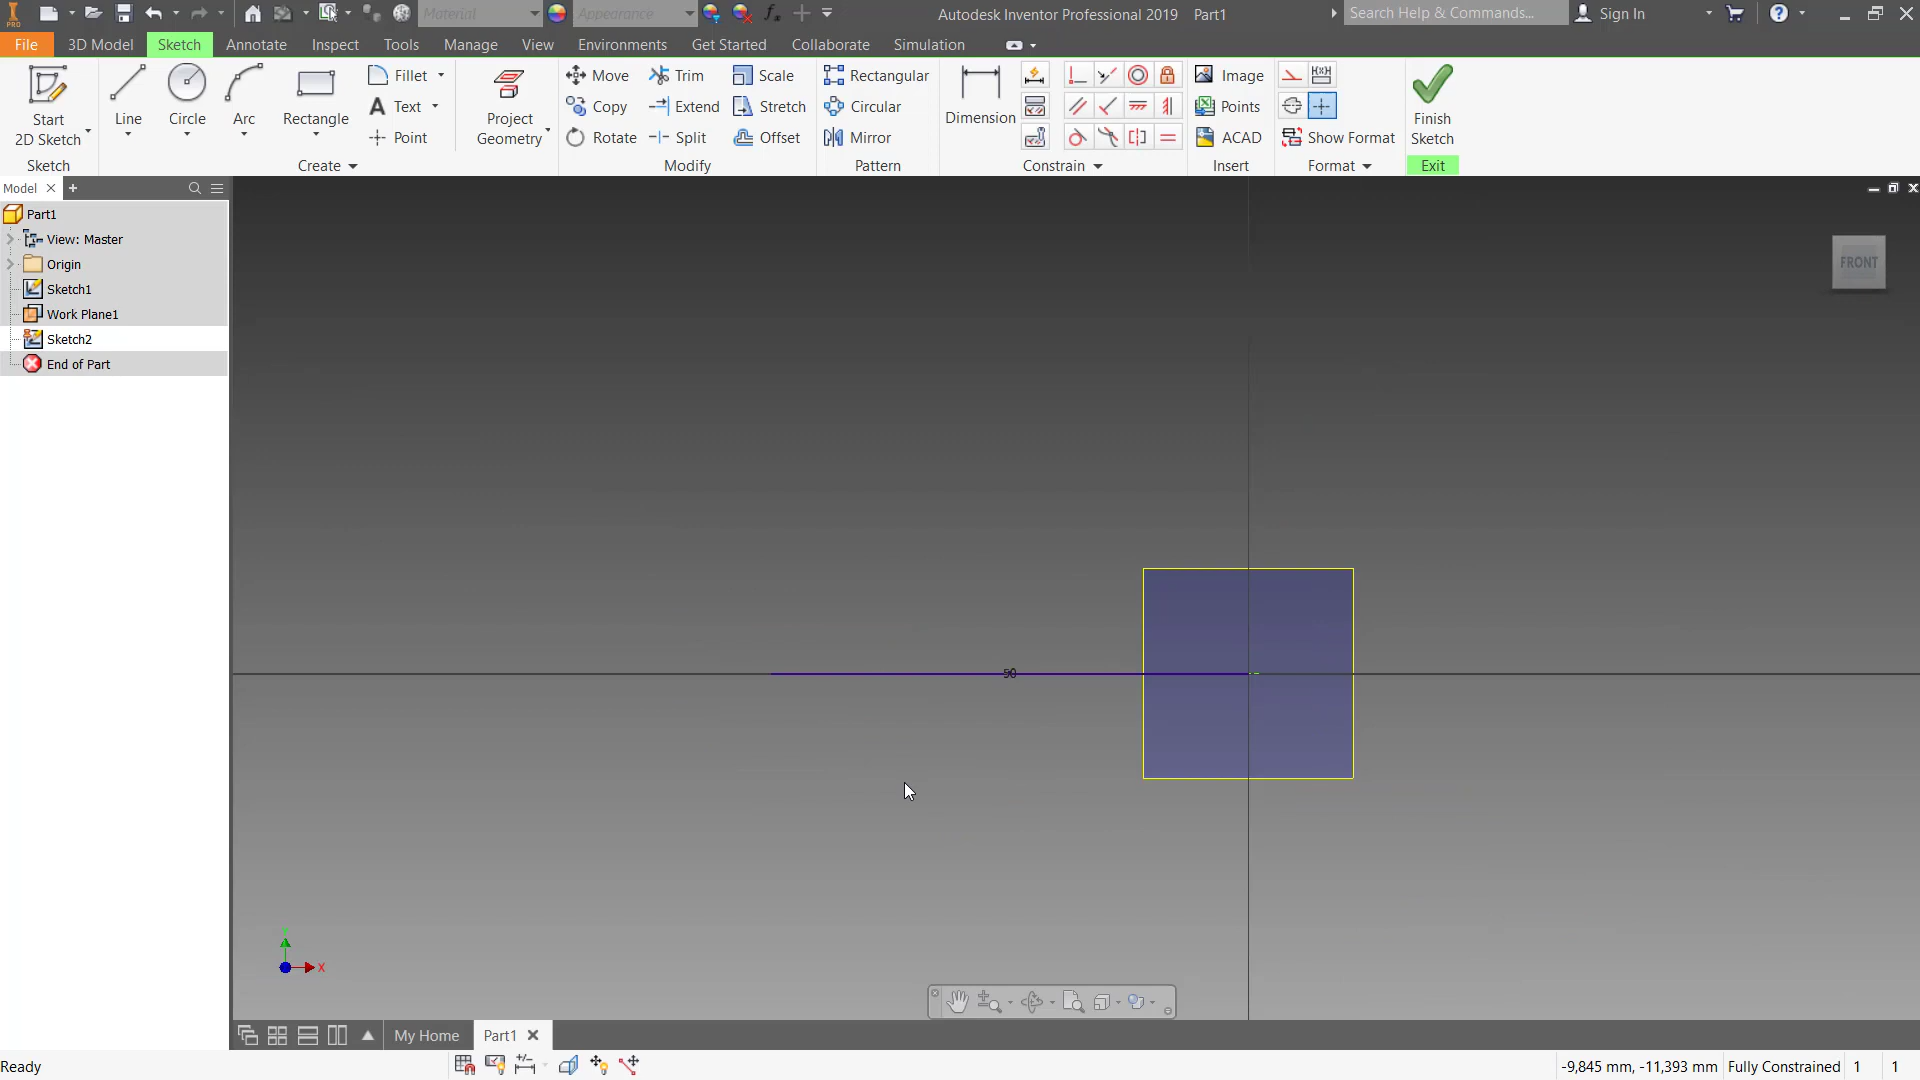 PRO
Material
Appearance
Autodesk Inventor Professional 2019 Part1
Search Help & Commands...
Sign In
File 3D Model Sketch Annotate Inspect Tools Manage View Environments Get Started Collaborate Simulation
Start
2D Sketch
Line
Circle
Arc
Rectangle
Fillet
Text
Point
Project
Geometry
Move
Copy
Rotate
Trim
Extend
Split
Scale
Stretch
Offset
Rectangular
Circular
Mirror
Dimension
Image
Points
ACAD
Show Format
Finish
Sketch
Sketch Create Modify Pattern Constrain Insert Format Exit
Model
Part1
View: Master
Origin
Sketch1
Work Plane1
Sketch2
End of Part
FRONT
50
X
My Home
Part1
Ready
-9,845 mm, -11,393 mm Fully Constrained 1 1